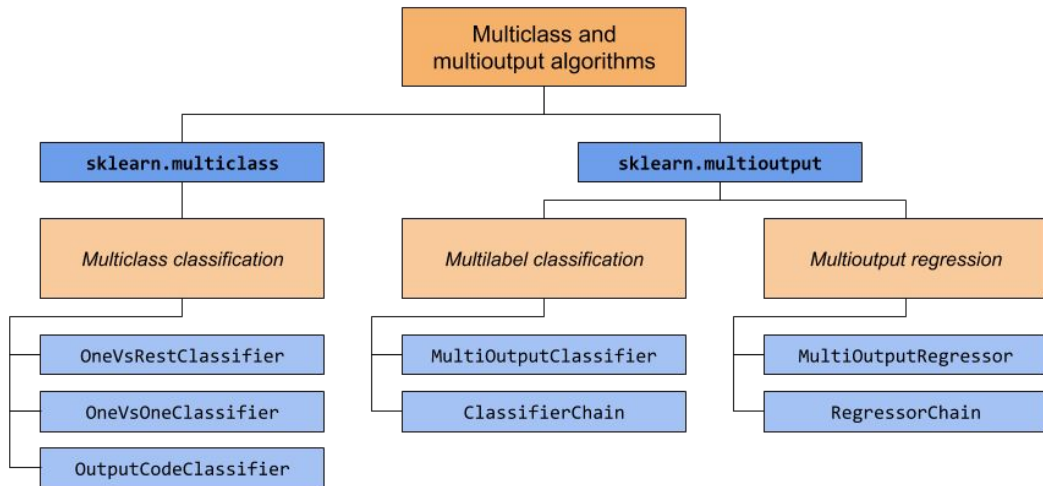 Multiclass and
multioutput algorithms
sklearn.multiclass
sklearn.multioutput
Multiclass classification
Multilabel classification
Multioutput regression
OneVsRestClassifier
MultiOutputClassifier
MultiOutputRegressor
OneVsOneClassifier
ClassifierChain
RegressorChain
OutputCodeClassifier